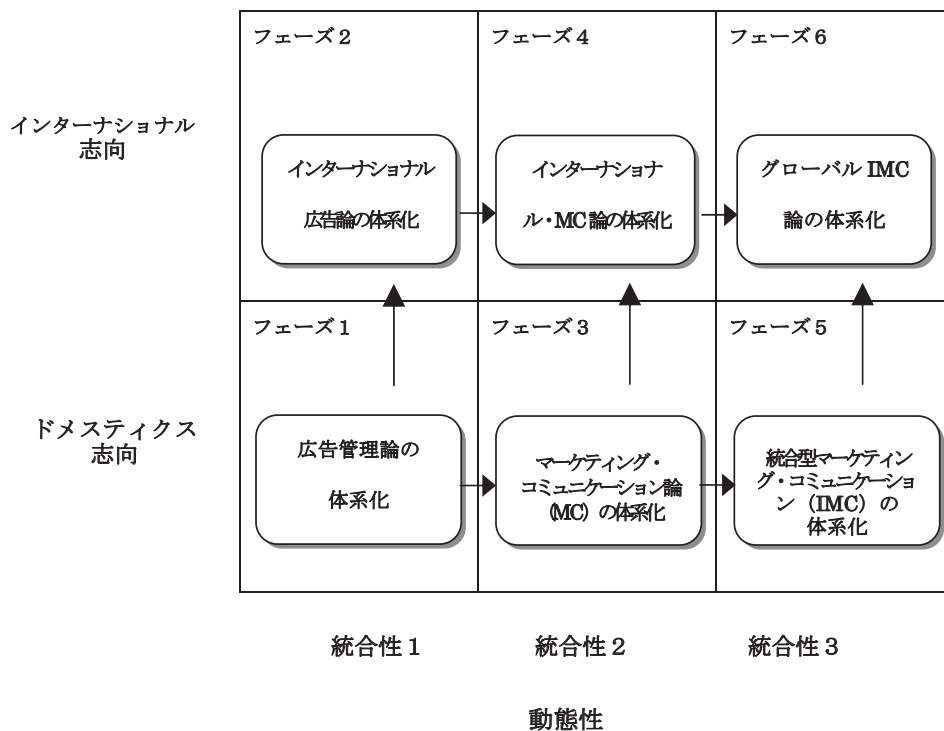 フェーズ2
フェーズ4
フェーズ6
インターナショナル
志向
インターナショナル
広告論の体系化
インターナショナ
ル・MC論の体系化
グローバル IMC
論の体系化
フェーズ1
フェーズ3
フェーズ5
ドメスティクス
志向
広告管理論の
体系化
マーケティング・
コミュニケーション論
(MC)の体系化
統合型マーケティン
グ・コミュニケーショ
ン(IMC)の
体系化
統合性1
統合性2
統合性3
動態性